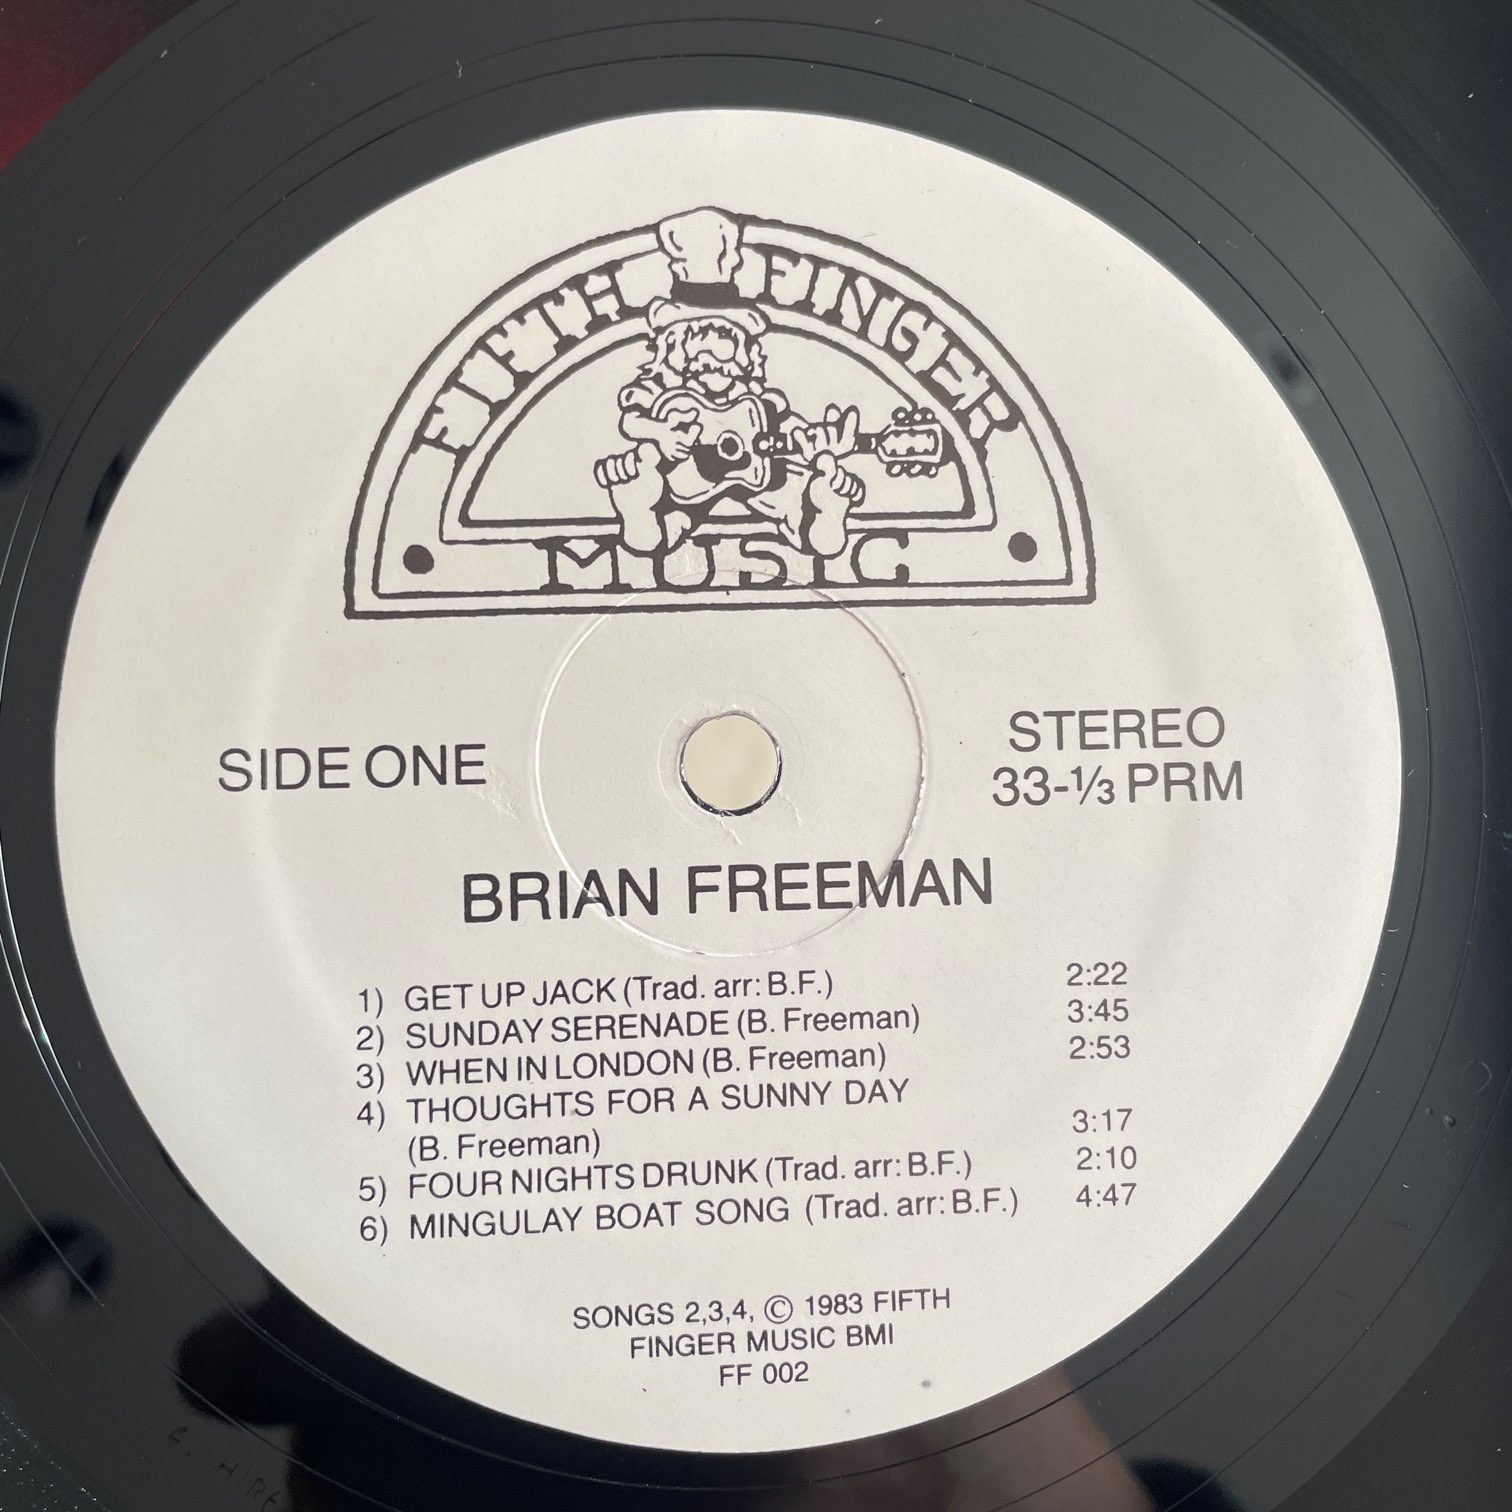 FIFTH FINGER
MUSIC
SIDE ONE
STEREO
33-⅓ PRM
BRIAN FREEMAN
1) GET UP JACK (Trad. arr: B.F.) 2:22
2) SUNDAY SERENADE (B. Freeman) 3:45
3) WHEN IN LONDON (B. Freeman) 2:53
4) THOUGHTS FOR A SUNNY DAY
(B. Freeman) 3:17
5) FOUR NIGHTS DRUNK (Trad. arr: B.F.) 2:10
6) MINGULAY BOAT SONG (Trad. arr: B.F.) 4:47
SONGS 2,3,4, © 1983 FIFTH
FINGER MUSIC BMI
FF 002